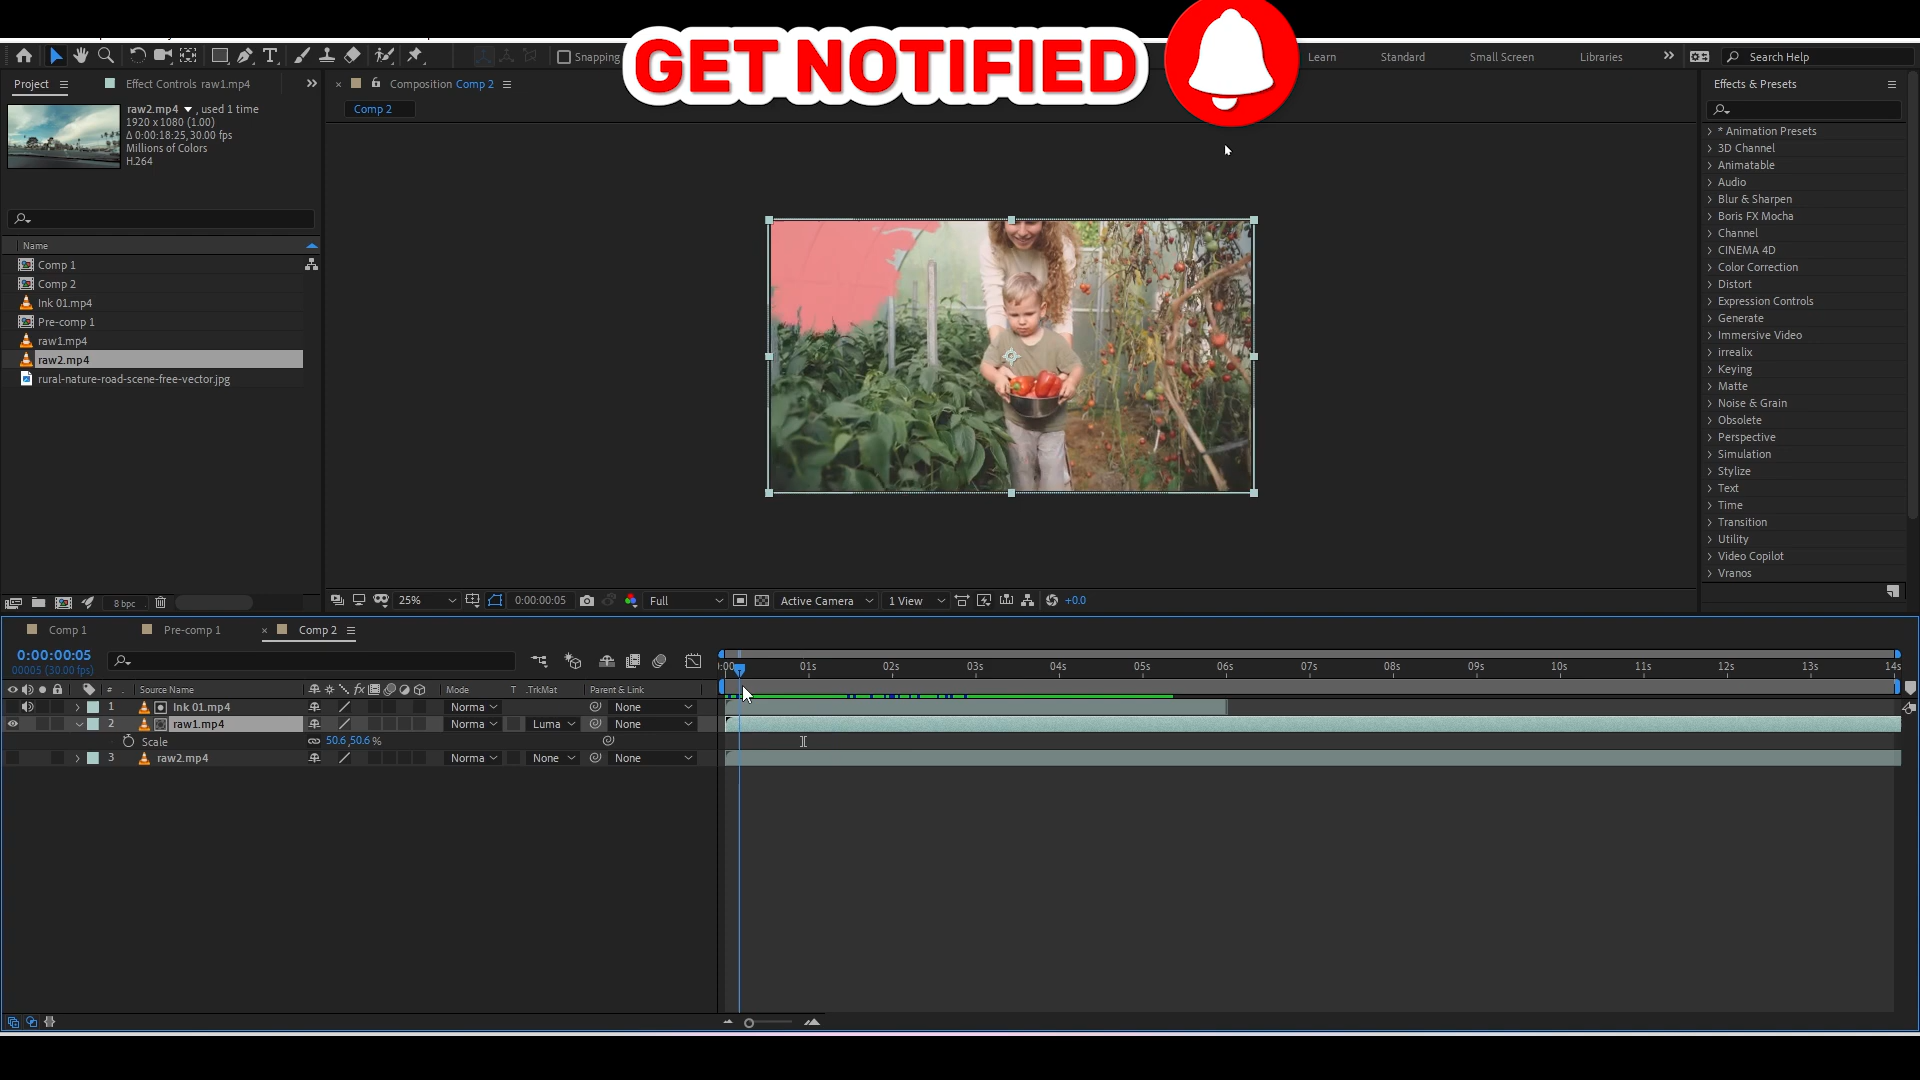 GET NOTIFIED
Snapping
Learn
Standard
Small Screen
Libraries
Search Help
Project
Effect Controls raw1.mp4
Composition Comp 2
Effects & Presets
Comp 2
raw2.mp4 , used 1 time
1920 x 1080 (1.00)
Δ 0:00:18:25, 30.00 fps
Millions of Colors
H.264
Name
Comp 1
Comp 2
Ink 01.mp4
Pre-comp 1
raw1.mp4
raw2.mp4
rural-nature-road-scene-free-vector.jpg
* Animation Presets
3D Channel
Animatable
Audio
Blur & Sharpen
Boris FX Mocha
Channel
CINEMA 4D
Color Correction
Distort
Expression Controls
Generate
Immersive Video
irrealix
Keying
Matte
Noise & Grain
Obsolete
Perspective
Simulation
Stylize
Text
Time
Transition
Utility
Video Copilot
Vranos
8 bpc
25%
0:00:00:05
Full
Active Camera
1 View
+0.0
Comp 1
Pre-comp 1
Comp 2
0:00:00:05
00005 (30.00 fps)
:00 01s 02s 03s 04s 05s 06s 07s 08s 09s 10s 11s 12s 13s 14s
# . Source Name Mode T .TrkMat Parent & Link
1 Ink 01.mp4 Norma None
2 raw1.mp4 Norma Luma None
Scale 50.6,50.6 %
3 raw2.mp4 Norma None None